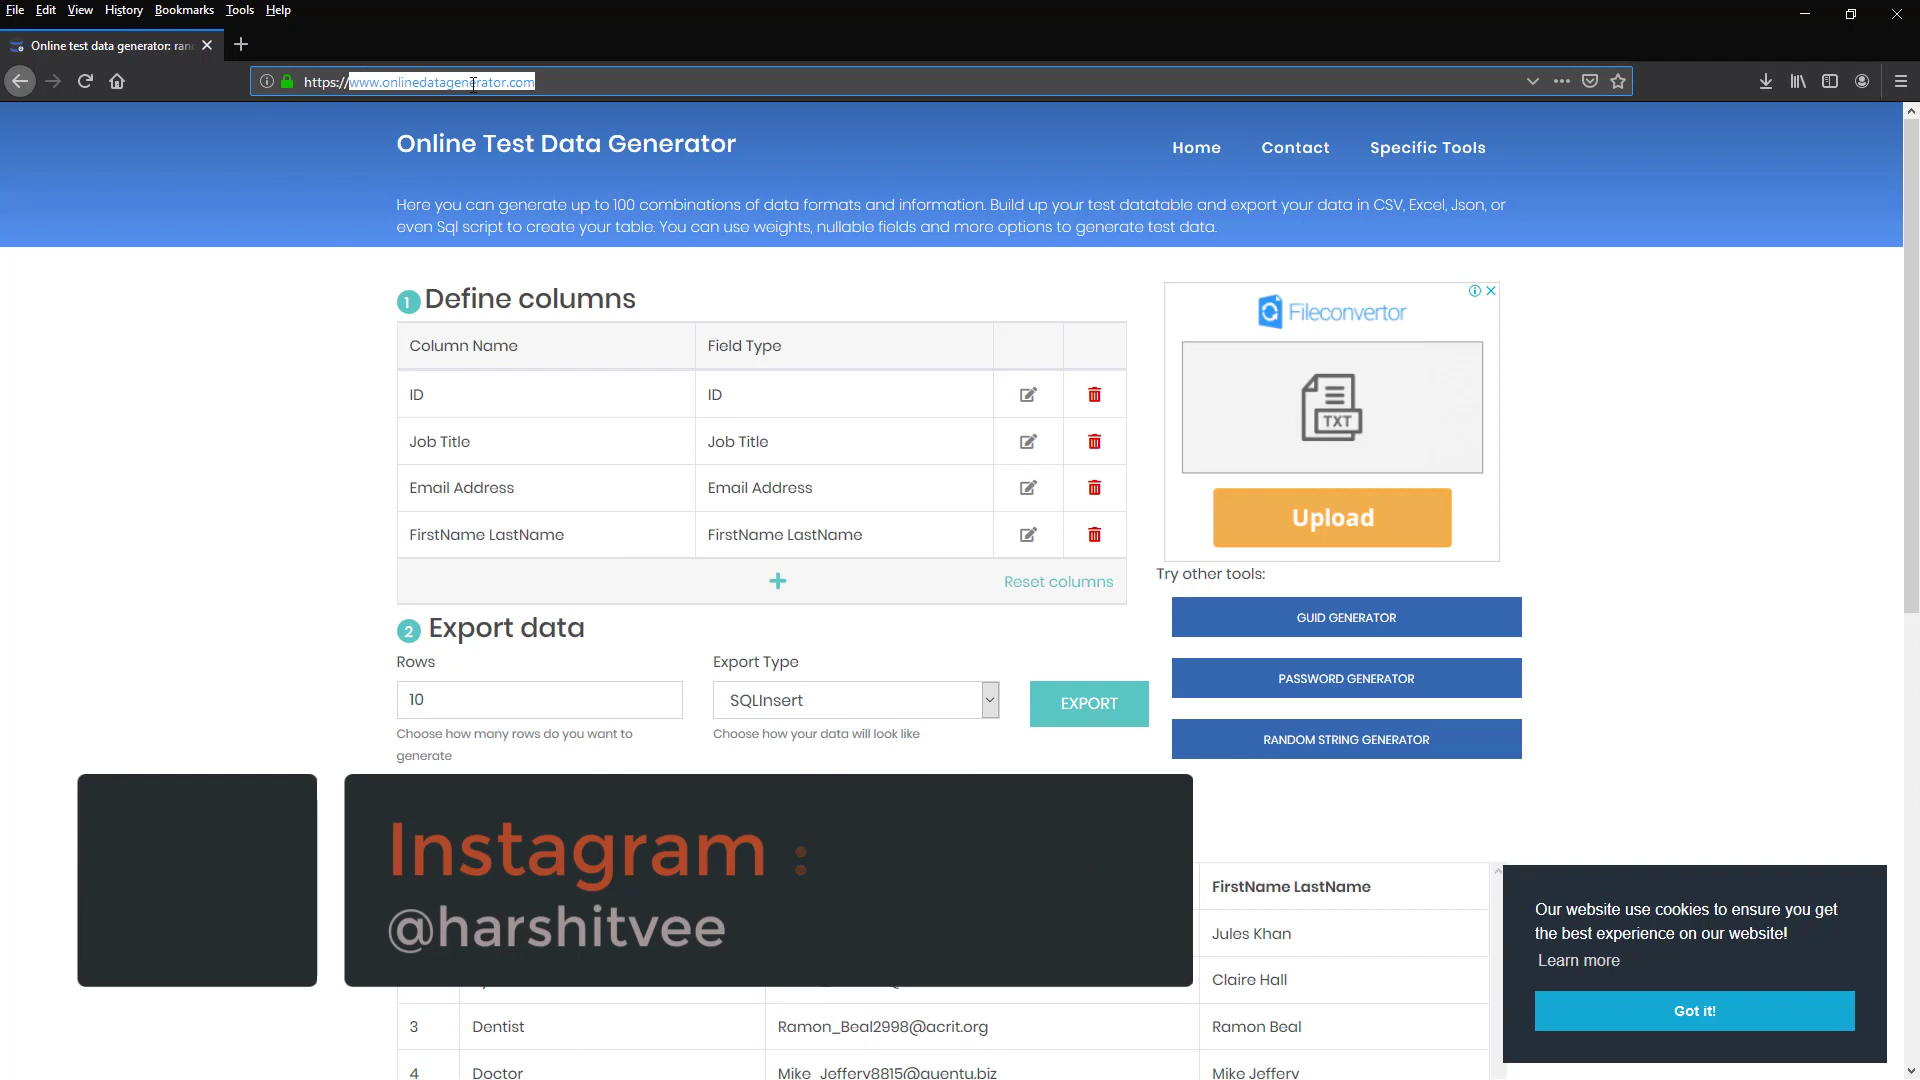 File Edit View History Bookmarks Tools Help
Online test data generator: ran
https://www.onlinedatagenerator.com
Online Test Data Generator
Home Contact Specific Tools
Here you can generate up to 100 combinations of data formats and information. Build up your test datatable and export your data in CSV, Excel, Json, or
even Sql script to create your table. You can use weights, nullable fields and more options to generate test data.
1 Define columns
Column Name Field Type
ID ID
Job Title Job Title
Email Address Email Address
FirstName LastName FirstName LastName
+ Reset columns
Fileconvertor
TXT
Upload
Try other tools:
GUID GENERATOR
PASSWORD GENERATOR
RANDOM STRING GENERATOR
2 Export data
Rows Export Type
10 SQLInsert EXPORT
Choose how many rows do you want to
generate
Choose how your data will look like
Instagram :
@harshitvee
FirstName LastName
Jules Khan
Claire Hall
3 Dentist Ramon_Beal2998@acrit.org Ramon Beal
4 Doctor Mike_Jeffery8815@quentu.biz Mike Jeffery
Our website use cookies to ensure you get
the best experience on our website!
Learn more
Got it!